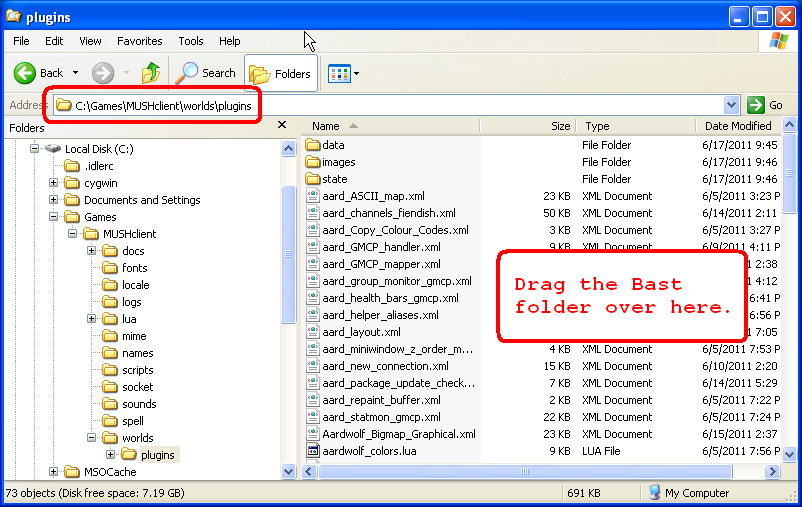 plugins
File Edit View Favorites Tools Help
Back Search Folders
Address C:\Games\MUSHclient\worlds\plugins Go
Folders
Local Disk (C:)
.idlerc
cygwin
Documents and Settings
Games
MUSHclient
docs
fonts
locale
logs
lua
mime
names
scripts
socket
sounds
spell
worlds
plugins
MSOCache
Name Size Type Date Modified
data File Folder 6/17/2011 9:45
images File Folder 6/17/2011 9:46
state File Folder 6/17/2011 9:46
aard_ASCII_map.xml 23 KB XML Document 6/5/2011 3:23 P
aard_channels_fiendish.xml 50 KB XML Document 6/14/2011 2:11
aard_Copy_Colour_Codes.xml 3 KB XML Document 6/5/2011 3:27 P
aard_GMCP_handler.xml 9 KB XML Document 6/9/2011 4:11 P
aard_GMCP_mapper.xml 2:38
aard_group_monitor_gmcp.xml 4:12
aard_health_bars_gmcp.xml 6:41 P
aard_helper_aliases.xml 6:56 P
aard_layout.xml 7:05
aard_miniwindow_z_order_m... 4 KB XML Document 6/5/2011 7:53 P
aard_new_connection.xml 15 KB XML Document 6/10/2011 2:20
aard_package_update_check... 7 KB XML Document 6/14/2011 5:29
aard_repaint_buffer.xml 2 KB XML Document 6/5/2011 7:22 P
aard_statmon_gmcp.xml 22 KB XML Document 6/5/2011 7:24 P
Aardwolf_Bigmap_Graphical.xml 23 KB XML Document 6/15/2011 2:37
aardwolf_colors.lua 9 KB LUA File 6/5/2011 7:56 P
Drag the Bast
folder over here.
73 objects (Disk free space: 7.19 GB) 691 KB My Computer